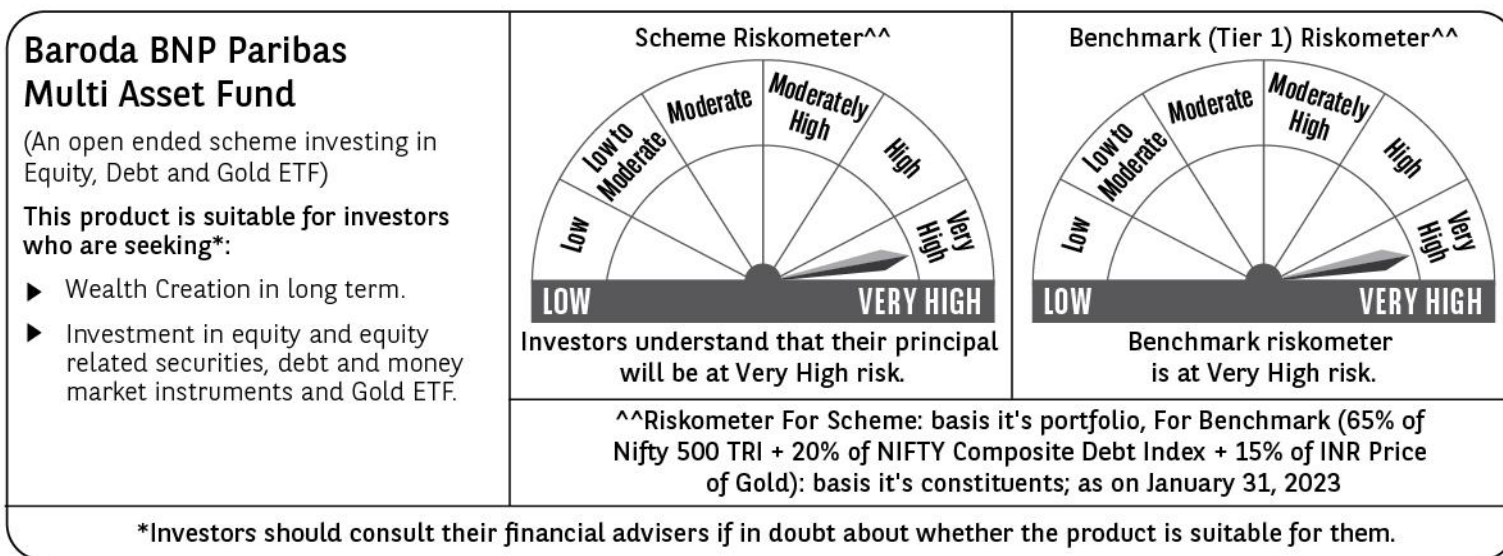 Baroda BNP Paribas
Multi Asset Fund
(An open ended scheme investing in
Equity, Debt and Gold ETF)
This product is suitable for investors
who are seeking*:
▶ Wealth Creation in long term.
▶ Investment in equity and equity
related securities, debt and money
market instruments and Gold ETF.
Scheme Riskometer^^
Low
Low to
Moderate
Moderate
Moderately
High
High
Very
High
LOW VERY HIGH
Investors understand that their principal
will be at Very High risk.
Benchmark (Tier 1) Riskometer^^
Low
Low to
Moderate
Moderate
Moderately
High
High
Very
High
LOW VERY HIGH
Benchmark riskometer
is at Very High risk.
^^Riskometer For Scheme: basis it's portfolio, For Benchmark (65% of
Nifty 500 TRI + 20% of NIFTY Composite Debt Index + 15% of INR Price
of Gold): basis it's constituents; as on January 31, 2023
*Investors should consult their financial advisers if in doubt about whether the product is suitable for them.